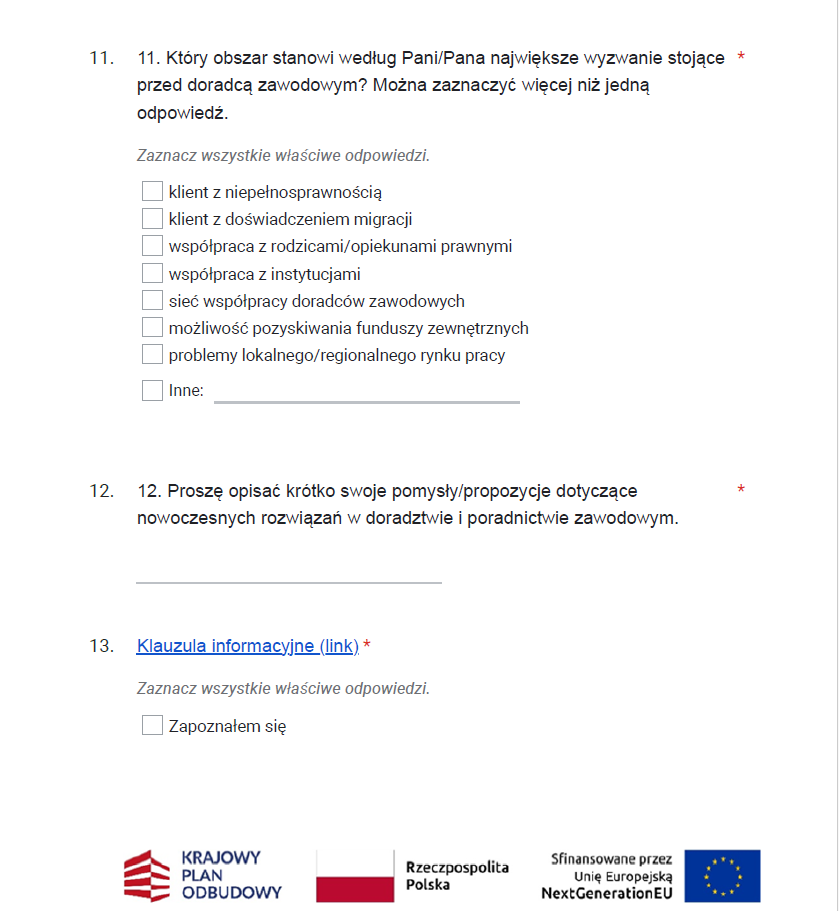 11. 11. Który obszar stanowi według Pani/Pana największe wyzwanie stojące *
przed doradcą zawodowym? Można zaznaczyć więcej niż jedną
odpowiedź.
Zaznacz wszystkie właściwe odpowiedzi.
klient z niepełnosprawnością
klient z doświadczeniem migracji
współpraca z rodzicami/opiekunami prawnymi
współpraca z instytucjami
sieć współpracy doradców zawodowych
możliwość pozyskiwania funduszy zewnętrznych
problemy lokalnego/regionalnego rynku pracy
Inne:
12. 12. Proszę opisać krótko swoje pomysły/propozycje dotyczące *
nowoczesnych rozwiązań w doradztwie i poradnictwie zawodowym.
13. Klauzula informacyjne (link) *
Zaznacz wszystkie właściwe odpowiedzi.
Zapoznałem się
KRAJOWY
PLAN
ODBUDOWY
Rzeczpospolita
Polska
Sfinansowane przez
Unię Europejską
NextGenerationEU